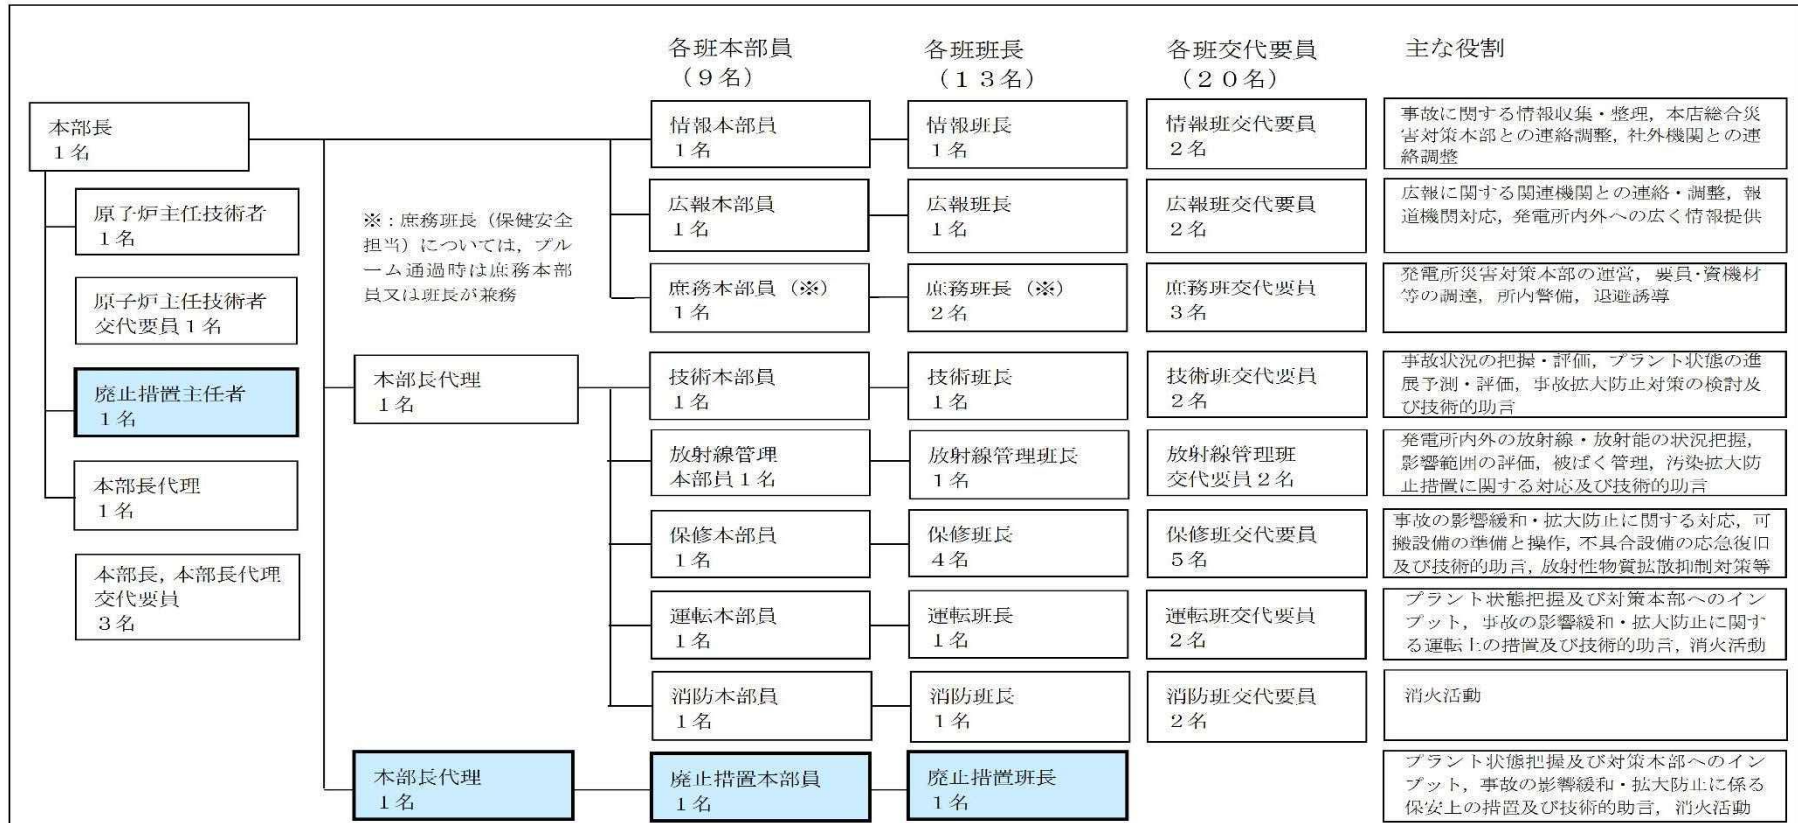 各班本部員
（９名）
各班班長
（１３名）
各班交代要員
（２０名）
主な役割
本部長
１名
原子炉主任技術者
１名
原子炉主任技術者
交代要員１名
廃止措置主任者
１名
本部長代理
１名
本部長，本部長代理
交代要員
３名
※：庶務班長（保健安全
担当）については，プル
ーム通過時は庶務本部
員又は班長が兼務
本部長代理
１名
本部長代理
１名
情報本部員
１名
情報班長
１名
情報班交代要員
２名
事故に関する情報収集・整理，本店総合災
害対策本部との連絡調整，社外機関との連
絡調整
広報本部員
１名
広報班長
１名
広報班交代要員
２名
広報に関する関連機関との連絡・調整，報
道機関対応，発電所内外への広く情報提供
庶務本部員（※）
１名
庶務班長（※）
２名
庶務班交代要員
３名
発電所災害対策本部の運営，要員・資機材
等の調達，所内警備，退避誘導
技術本部員
１名
技術班長
１名
技術班交代要員
２名
事故状況の把握・評価，プラント状態の進
展予測・評価，事故拡大防止対策の検討及
び技術的助言
放射線管理
本部員１名
放射線管理班長
１名
放射線管理班
交代要員２名
発電所内外の放射線・放射能の状況把握，
影響範囲の評価，被ばく管理，汚染拡大防
止措置に関する対応及び技術的助言
保修本部員
１名
保修班長
４名
保修班交代要員
５名
事故の影響緩和・拡大防止に関する対応，可
搬設備の準備と操作，不具合設備の応急復旧
及び技術的助言，放射性物質拡散抑制対策等
運転本部員
１名
運転班長
１名
運転班交代要員
２名
プラント状態把握及び対策本部へのイン
プット，事故の影響緩和・拡大防止に関す
る運転上の措置及び技術的助言，消火活動
消防本部員
１名
消防班長
１名
消防班交代要員
２名
消火活動
廃止措置本部員
１名
廃止措置班長
１名
プラント状態把握及び対策本部へのイン
プット，事故の影響緩和・拡大防止に係る
保安上の措置及び技術的助言，消火活動